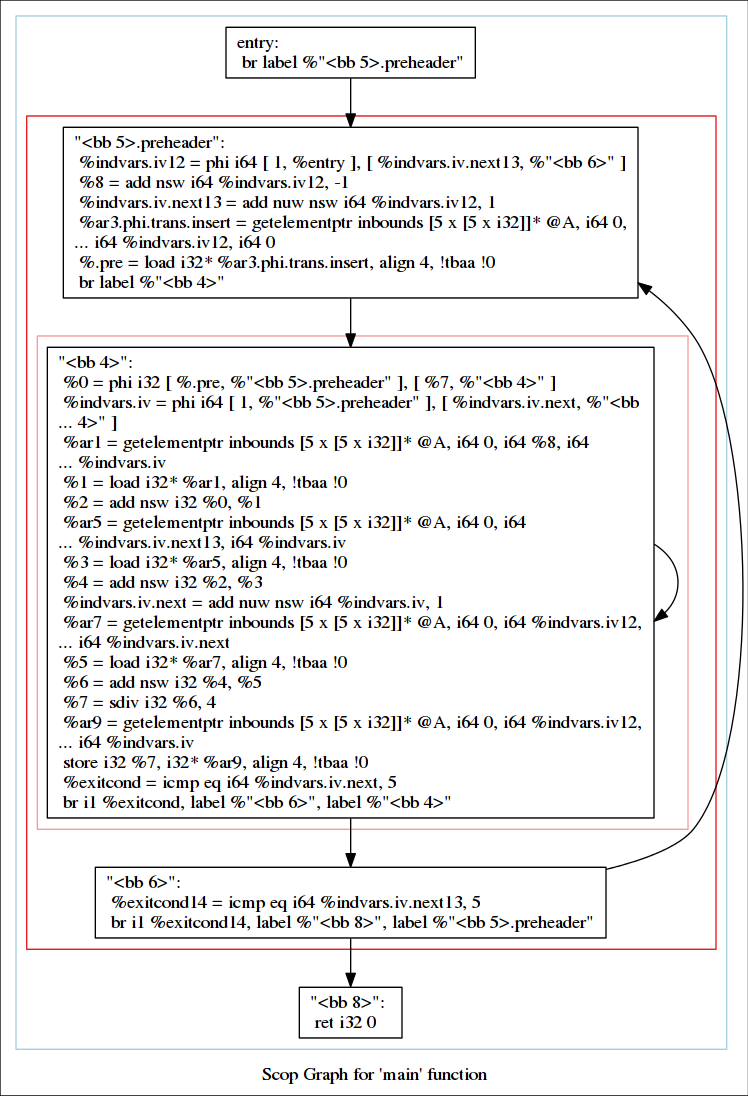 entry:
br label %"<bb 5>.preheader"
"<bb 5>.preheader":
%indvars.iv12 = phi i64 [ 1, %entry ], [ %indvars.iv.next13, %"<bb 6>" ]
%8 = add nsw i64 %indvars.iv12, -1
%indvars.iv.next13 = add nuw nsw i64 %indvars.iv12, 1
%ar3.phi.trans.insert = getelementptr inbounds [5 x [5 x i32]]* @A, i64 0,
... i64 %indvars.iv12, i64 0
%.pre = load i32* %ar3.phi.trans.insert, align 4, !tbaa !0
br label %"<bb 4>"
"<bb 4>":
%0 = phi i32 [ %.pre, %"<bb 5>.preheader" ], [ %7, %"<bb 4>" ]
%indvars.iv = phi i64 [ 1, %"<bb 5>.preheader" ], [ %indvars.iv.next, %"<bb
... 4>" ]
%ar1 = getelementptr inbounds [5 x [5 x i32]]* @A, i64 0, i64 %8, i64
... %indvars.iv
%1 = load i32* %ar1, align 4, !tbaa !0
%2 = add nsw i32 %0, %1
%ar5 = getelementptr inbounds [5 x [5 x i32]]* @A, i64 0, i64
... %indvars.iv.next13, i64 %indvars.iv
%3 = load i32* %ar5, align 4, !tbaa !0
%4 = add nsw i32 %2, %3
%indvars.iv.next = add nuw nsw i64 %indvars.iv, 1
%ar7 = getelementptr inbounds [5 x [5 x i32]]* @A, i64 0, i64 %indvars.iv12,
... i64 %indvars.iv.next
%5 = load i32* %ar7, align 4, !tbaa !0
%6 = add nsw i32 %4, %5
%7 = sdiv i32 %6, 4
%ar9 = getelementptr inbounds [5 x [5 x i32]]* @A, i64 0, i64 %indvars.iv12,
... i64 %indvars.iv
store i32 %7, i32* %ar9, align 4, !tbaa !0
%exitcond = icmp eq i64 %indvars.iv.next, 5
br i1 %exitcond, label %"<bb 6>", label %"<bb 4>"
"<bb 6>":
%exitcond14 = icmp eq i64 %indvars.iv.next13, 5
br i1 %exitcond14, label %"<bb 8>", label %"<bb 5>.preheader"
"<bb 8>":
ret i32 0
Scop Graph for 'main' function